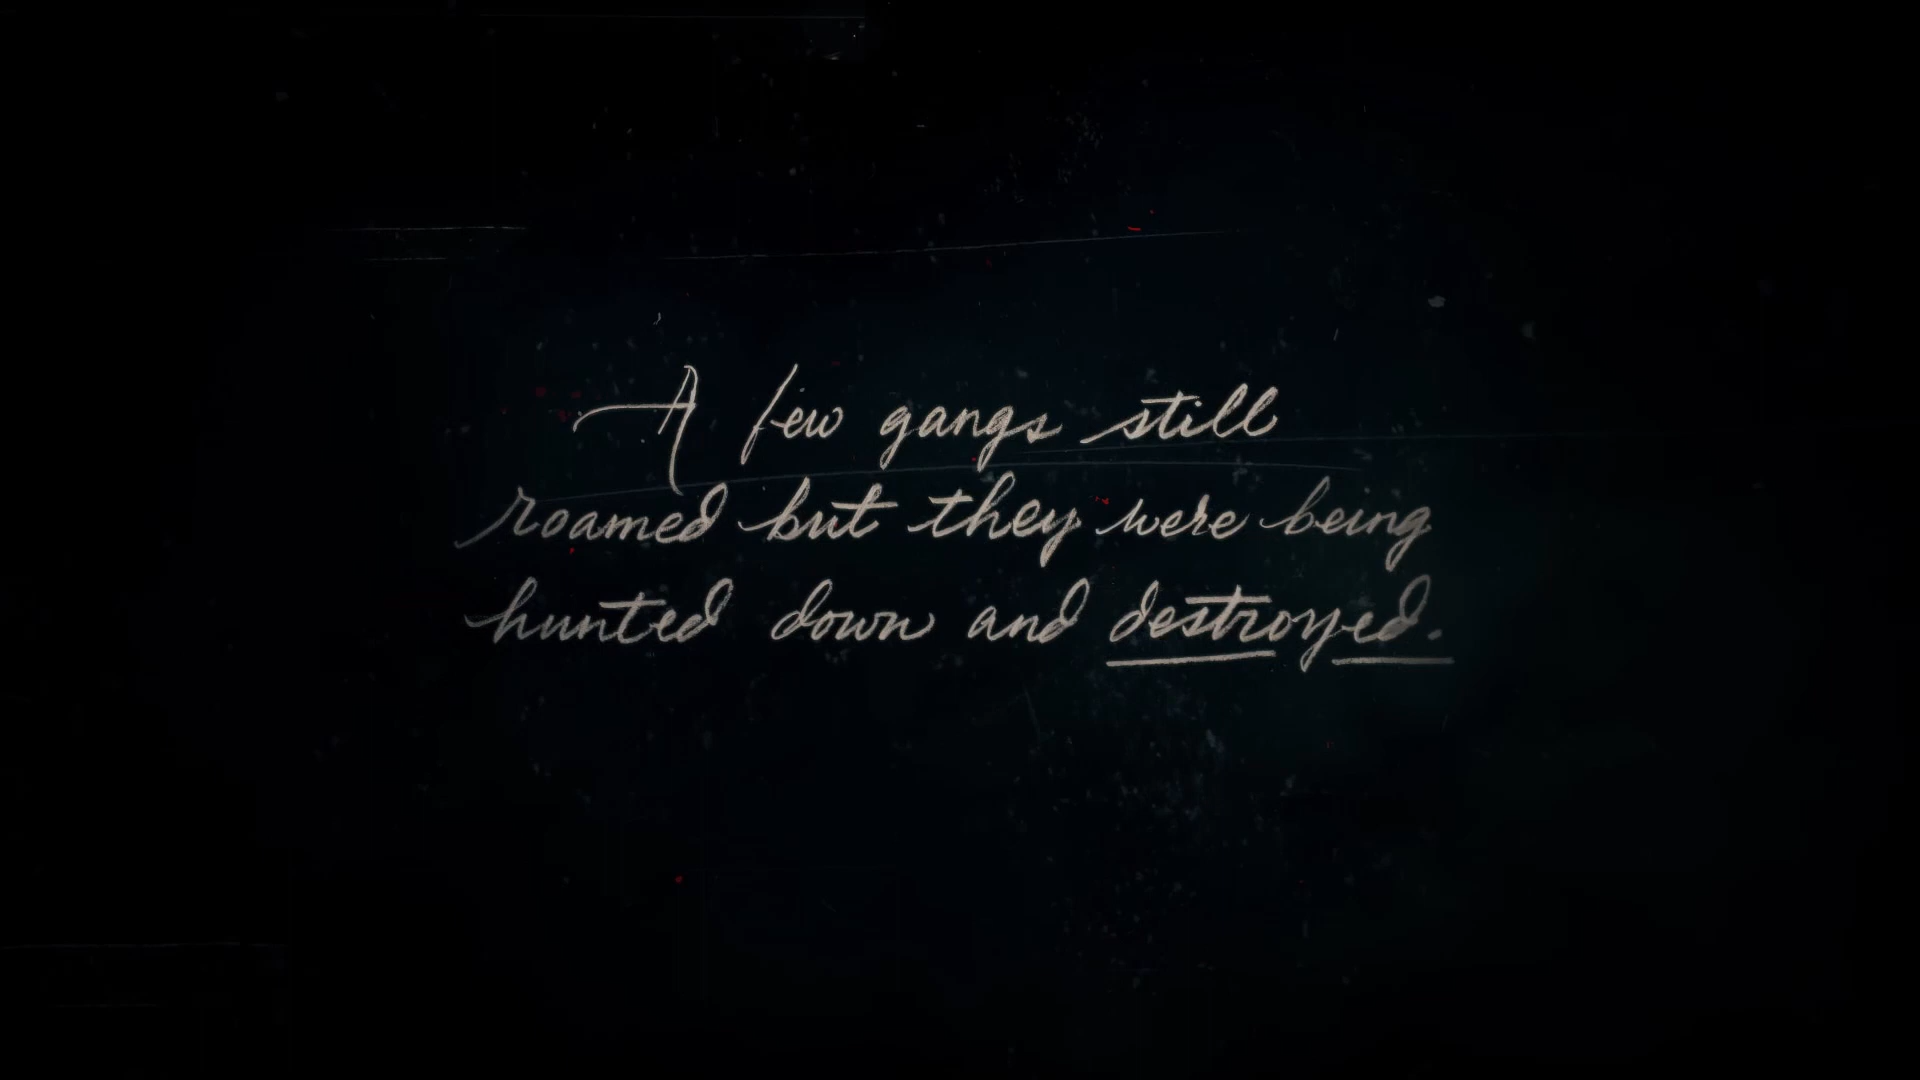 A few gangs still
roamed but they were being
hunted down and destroyed.